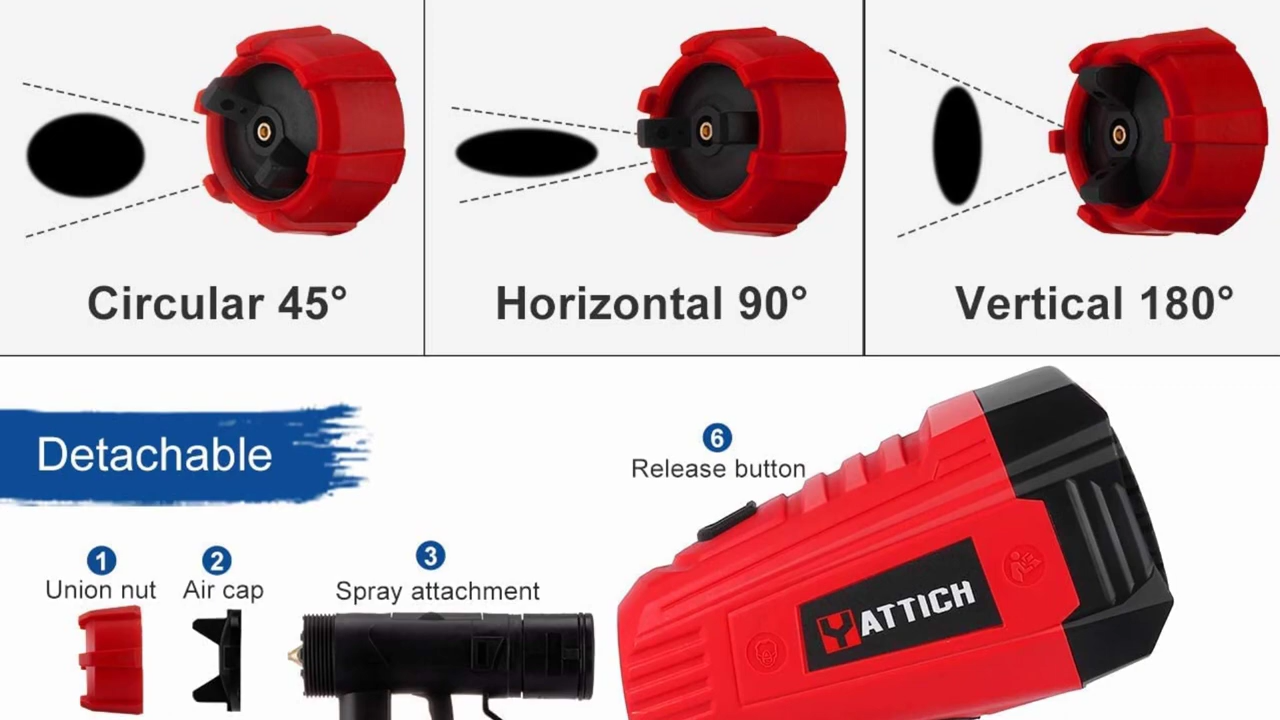 Circular 45°
Horizontal 90°
Vertical 180°
Detachable
6
Release button
1
Union nut
2
Air cap
3
Spray attachment
YATTICH